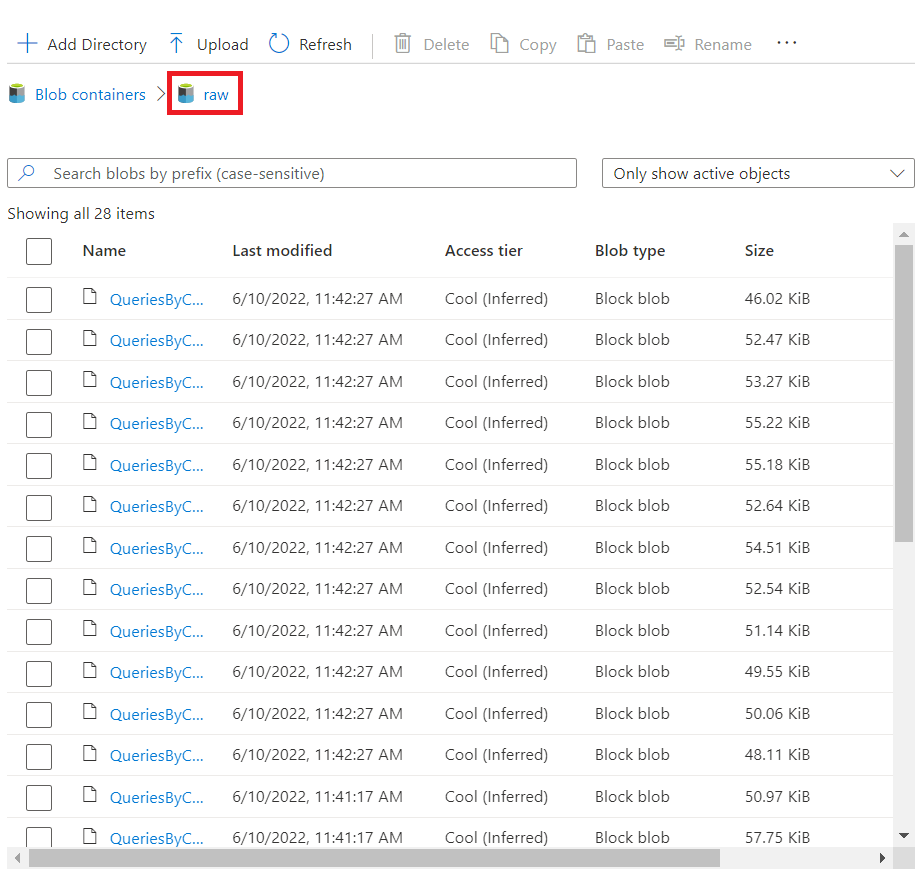 Add Directory Upload Refresh Delete Copy Paste Rename ...
Blob containers > raw
Search blobs by prefix (case-sensitive) Only show active objects
Showing all 28 items
Name Last modified Access tier Blob type Size
QueriesByC... 6/10/2022, 11:42:27 AM Cool (Inferred) Block blob 46.02 KiB
QueriesByC... 6/10/2022, 11:42:27 AM Cool (Inferred) Block blob 52.47 KiB
QueriesByC... 6/10/2022, 11:42:27 AM Cool (Inferred) Block blob 53.27 KiB
QueriesByC... 6/10/2022, 11:42:27 AM Cool (Inferred) Block blob 55.22 KiB
QueriesByC... 6/10/2022, 11:42:27 AM Cool (Inferred) Block blob 55.18 KiB
QueriesByC... 6/10/2022, 11:42:27 AM Cool (Inferred) Block blob 52.64 KiB
QueriesByC... 6/10/2022, 11:42:27 AM Cool (Inferred) Block blob 54.51 KiB
QueriesByC... 6/10/2022, 11:42:27 AM Cool (Inferred) Block blob 52.54 KiB
QueriesByC... 6/10/2022, 11:42:27 AM Cool (Inferred) Block blob 51.14 KiB
QueriesByC... 6/10/2022, 11:42:27 AM Cool (Inferred) Block blob 49.55 KiB
QueriesByC... 6/10/2022, 11:42:27 AM Cool (Inferred) Block blob 50.06 KiB
QueriesByC... 6/10/2022, 11:42:27 AM Cool (Inferred) Block blob 48.11 KiB
QueriesByC... 6/10/2022, 11:41:17 AM Cool (Inferred) Block blob 50.97 KiB
QueriesByC... 6/10/2022, 11:41:17 AM Cool (Inferred) Block blob 57.75 KiB